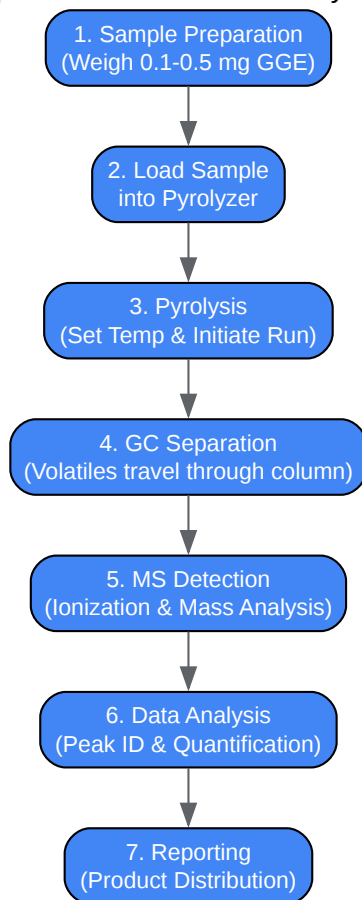 1. Sample Preparation
(Weigh 0.1-0.5 mg GGE)
2. Load Sample
into Pyrolyzer
3. Pyrolysis
(Set Temp & Initiate Run)
4. GC Separation
(Volatiles travel through column)
5. MS Detection
(Ionization & Mass Analysis)
6. Data Analysis
(Peak ID & Quantification)
7. Reporting
(Product Distribution)